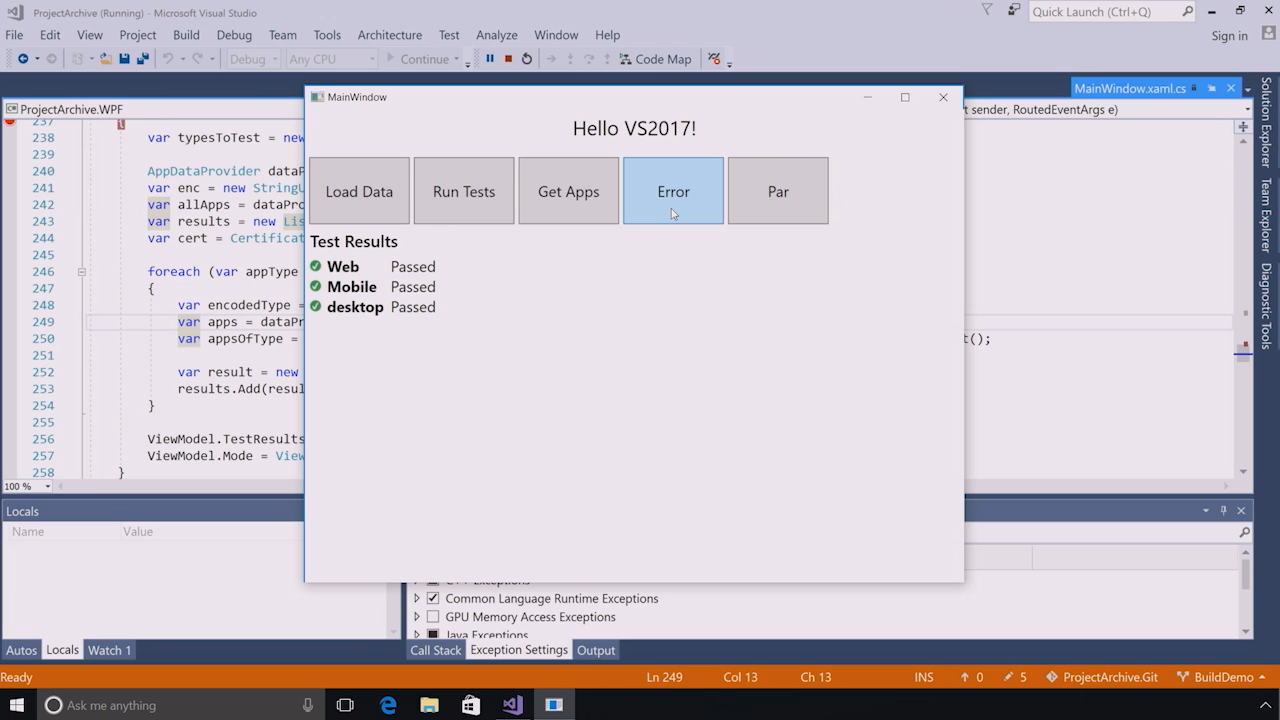 ProjectArchive (Running) - Microsoft Visual Studio
Quick Launch (Ctrl+Q)
File Edit View Project Build Debug Team Tools Architecture Test Analyze Window Help
Sign in
Debug Any CPU Continue Code Map
MainWindow.xaml.cs
ProjectArchive.WPF
t sender, RoutedEventArgs e)
237 {
238 var typesToTest = new
239
240 AppDataProvider dataP
241 var enc = new StringU
242 var allApps = dataPro
243 var results = new Lis
244 var cert = Certificat
245
246 foreach (var appType
247 {
248 var encodedType =
249 var apps = dataPr
250 var appsOfType = t();
251
252 var result = new
253 results.Add(resul
254 }
255
256 ViewModel.TestResults
257 ViewModel.Mode = View
258 }
100 %
MainWindow
Hello VS2017!
Load Data Run Tests Get Apps Error Par
Test Results
Web Passed
Mobile Passed
desktop Passed
Solution Explorer
Team Explorer
Diagnostic Tools
Locals
Name Value
C++ Exceptions
Common Language Runtime Exceptions
GPU Memory Access Exceptions
Java Exceptions
Autos Locals Watch 1
Call Stack Exception Settings Output
Ready Ln 249 Col 13 Ch 13 INS 0 5 ProjectArchive.Git BuildDemo
Ask me anything